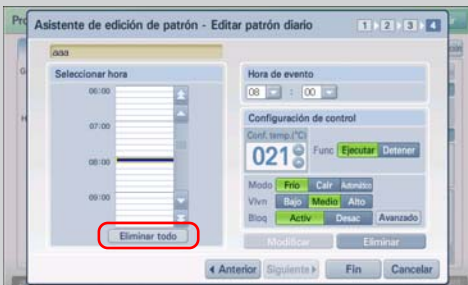 Asistente de edición de patrón - Editar patrón diario
1 2 3 4
aaa
Seleccionar hora
06:00
07:00
08:00
09:00
Eliminar todo
Hora de evento
08 : 00
Configuración de control
Conf. temp.(°C)
021
Func Ejecutar Detener
Modo Frío Calr Automático
Vlvn Bajo Medio Alto
Bloq Activ Desac Avanzado
Modificar Eliminar
Anterior Siguiente Fin Cancelar